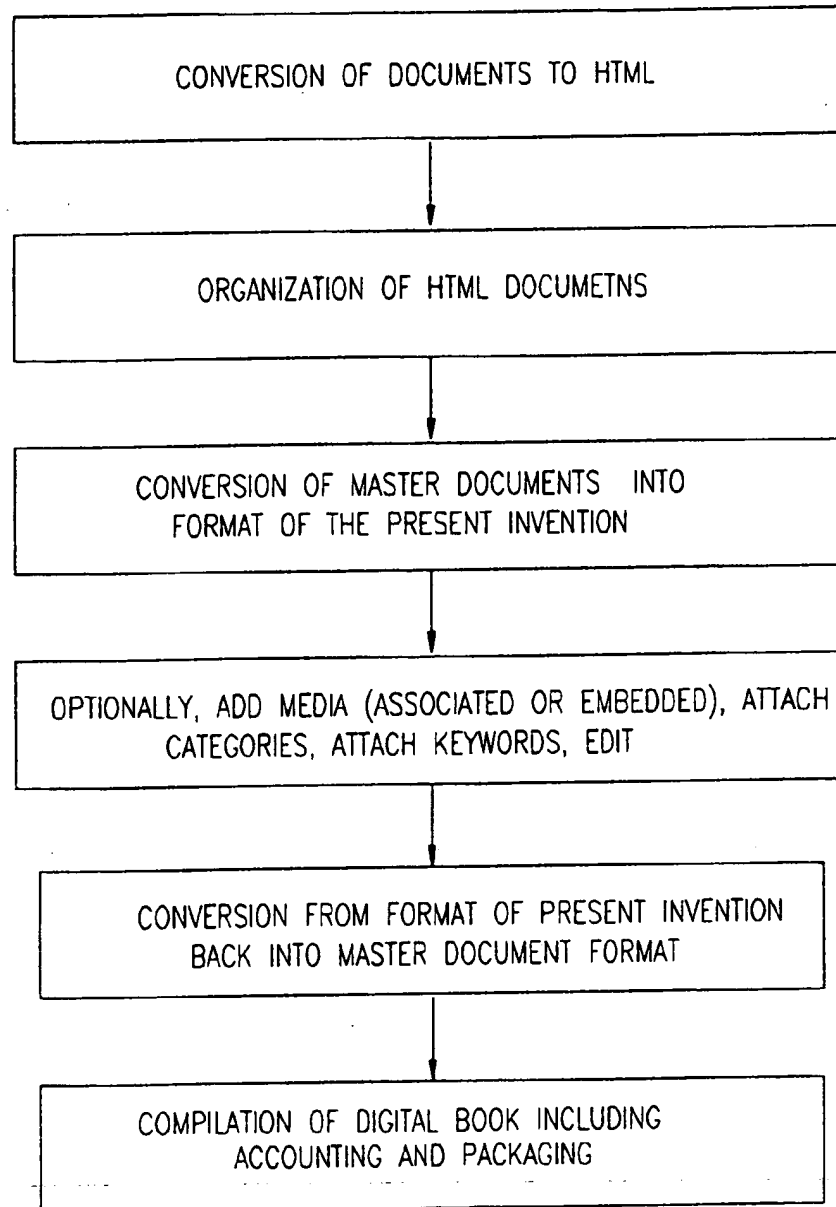 CONVERSION OF DOCUMENTS TO HTML
ORGANIZATION OF HTML DOCUMETNS
CONVERSION OF MASTER DOCUMENTS INTO
FORMAT OF THE PRESENT INVENTION
OPTIONALLY, ADD MEDIA (ASSOCIATED OR EMBEDDED), ATTACH
CATEGORIES, ATTACH KEYWORDS, EDIT
CONVERSION FROM FORMAT OF PRESENT INVENTION
BACK INTO MASTER DOCUMENT FORMAT
COMPILATION OF DIGITAL BOOK INCLUDING
ACCOUNTING AND PACKAGING